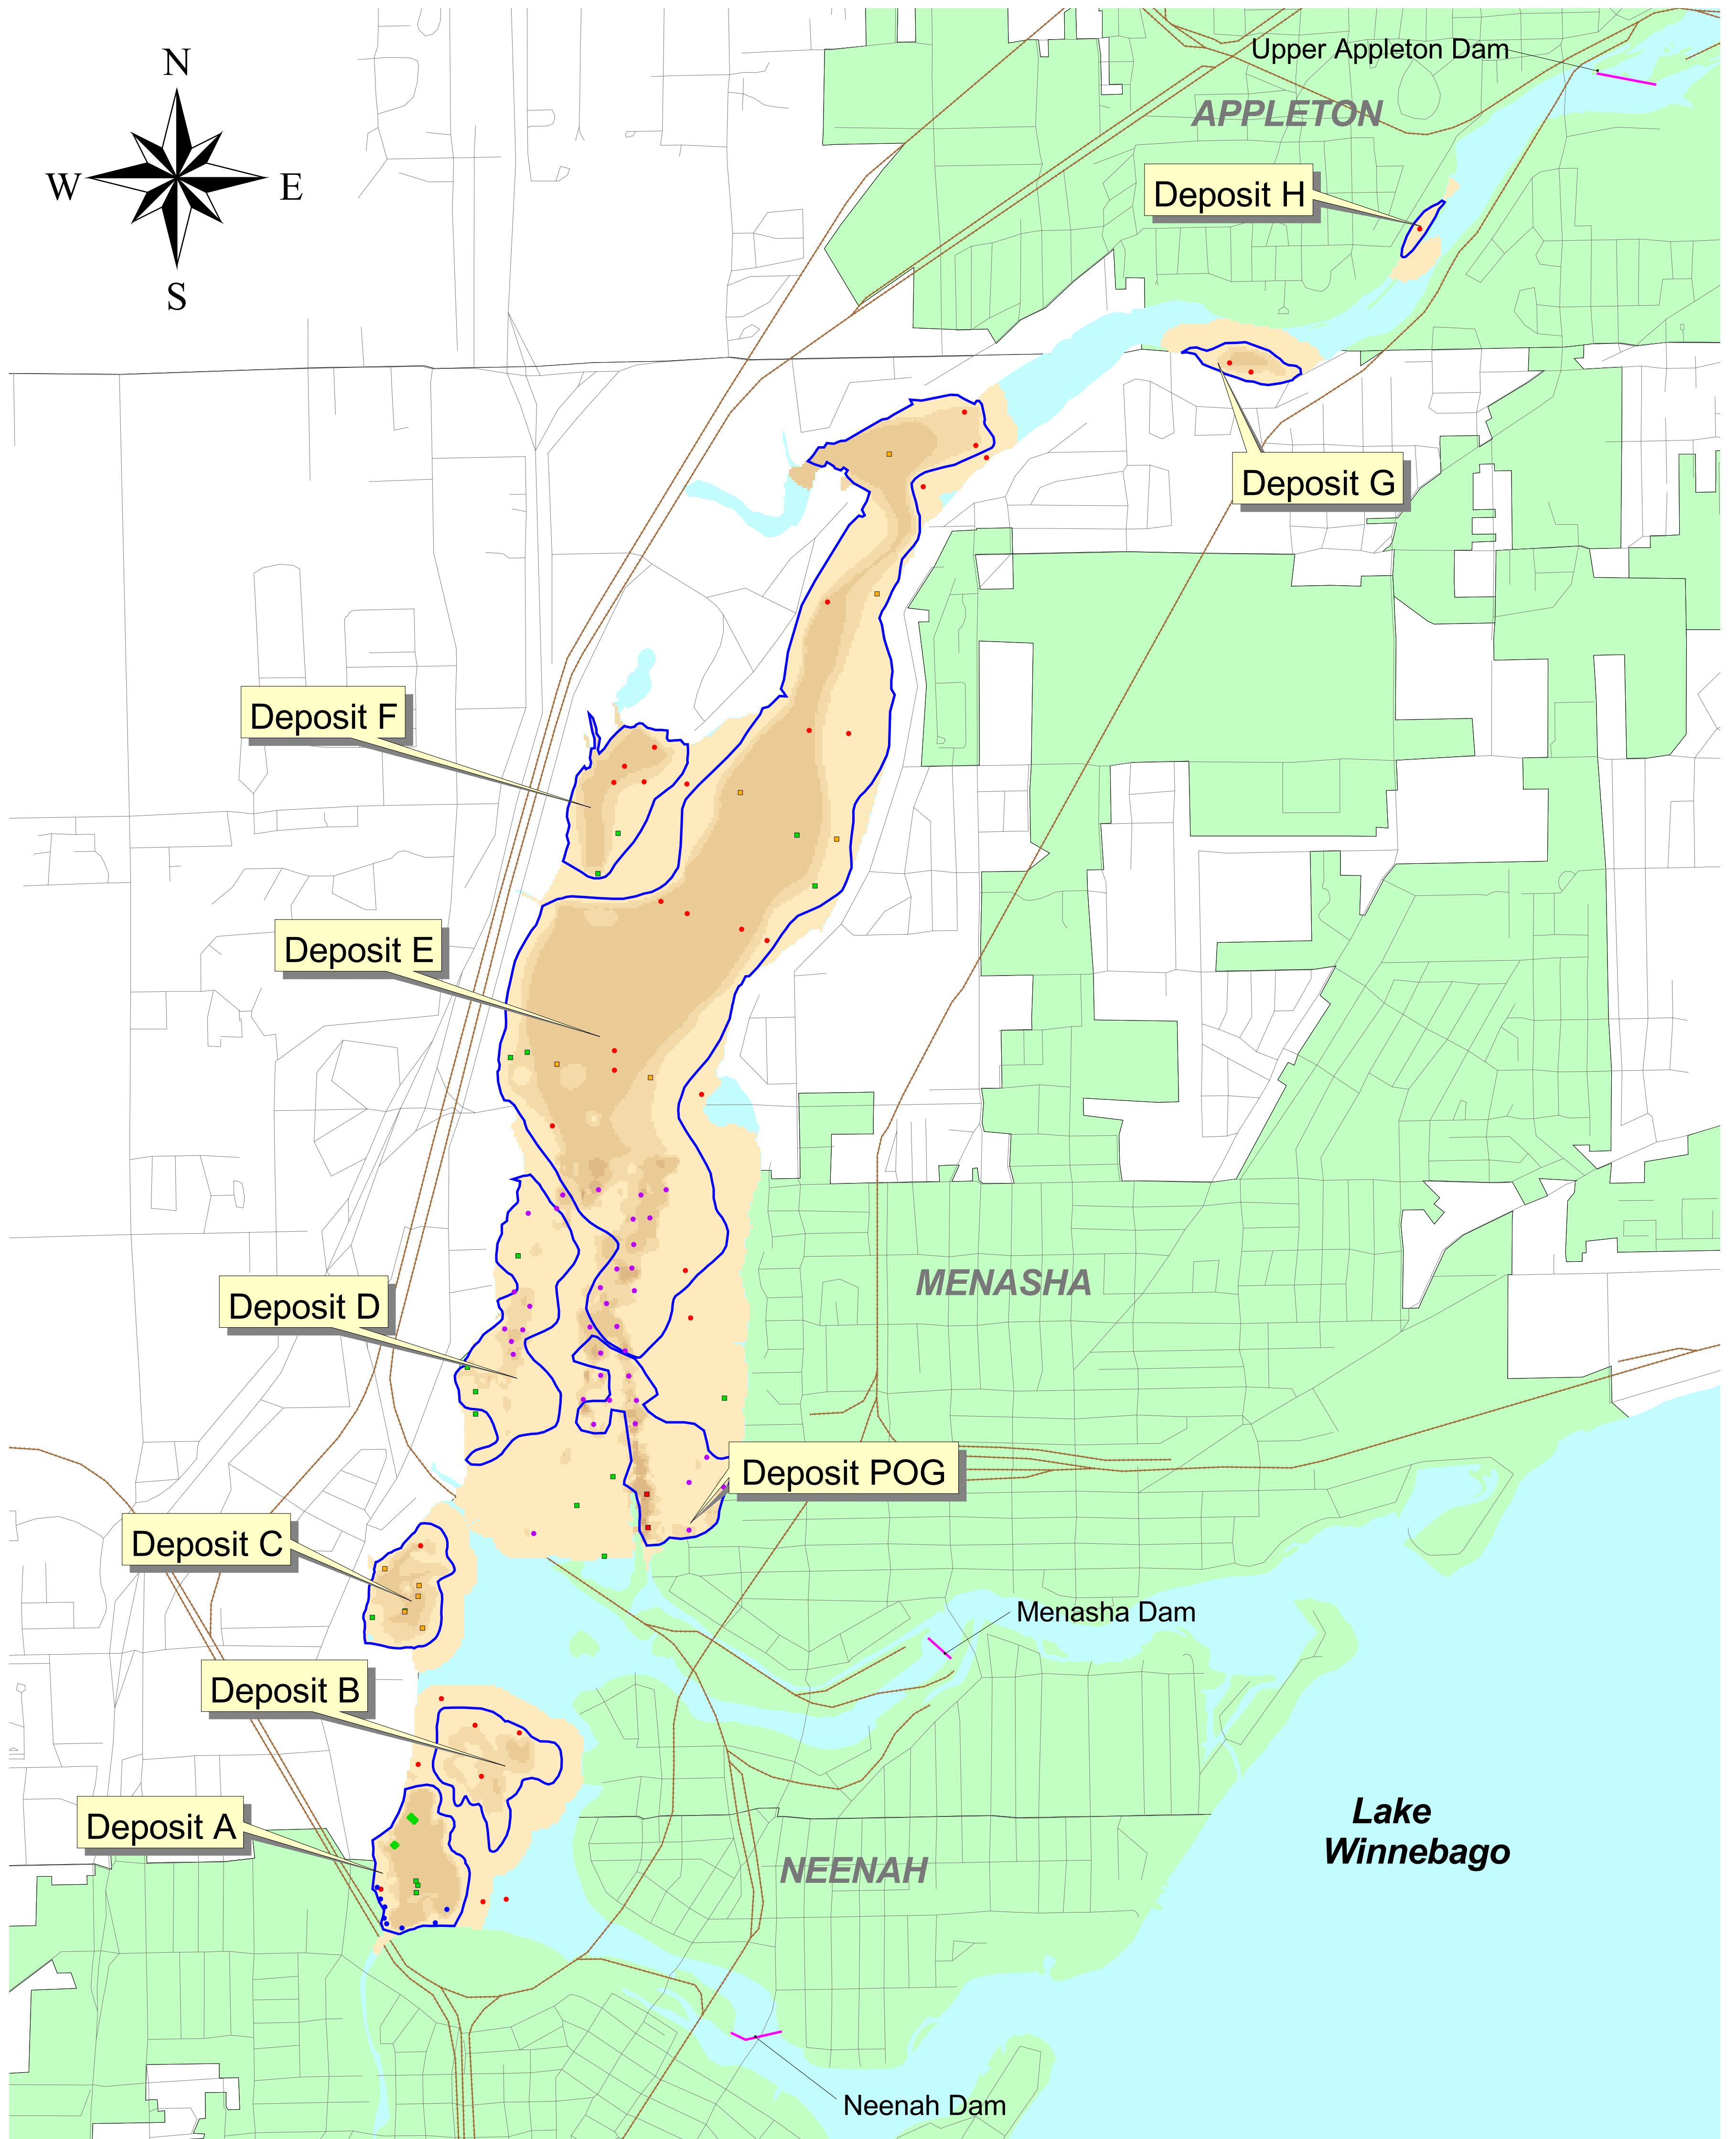 N
Upper Appleton Dam
APPLETON
W
E
Deposit H
S
Deposit G
Deposit F
Deposit E
MENASHA
Deposit D
Deposit POG
Deposit C
Menasha Dam
Deposit B
Lake
Winnebago
Deposit A
NEENAH
Neenah Dam